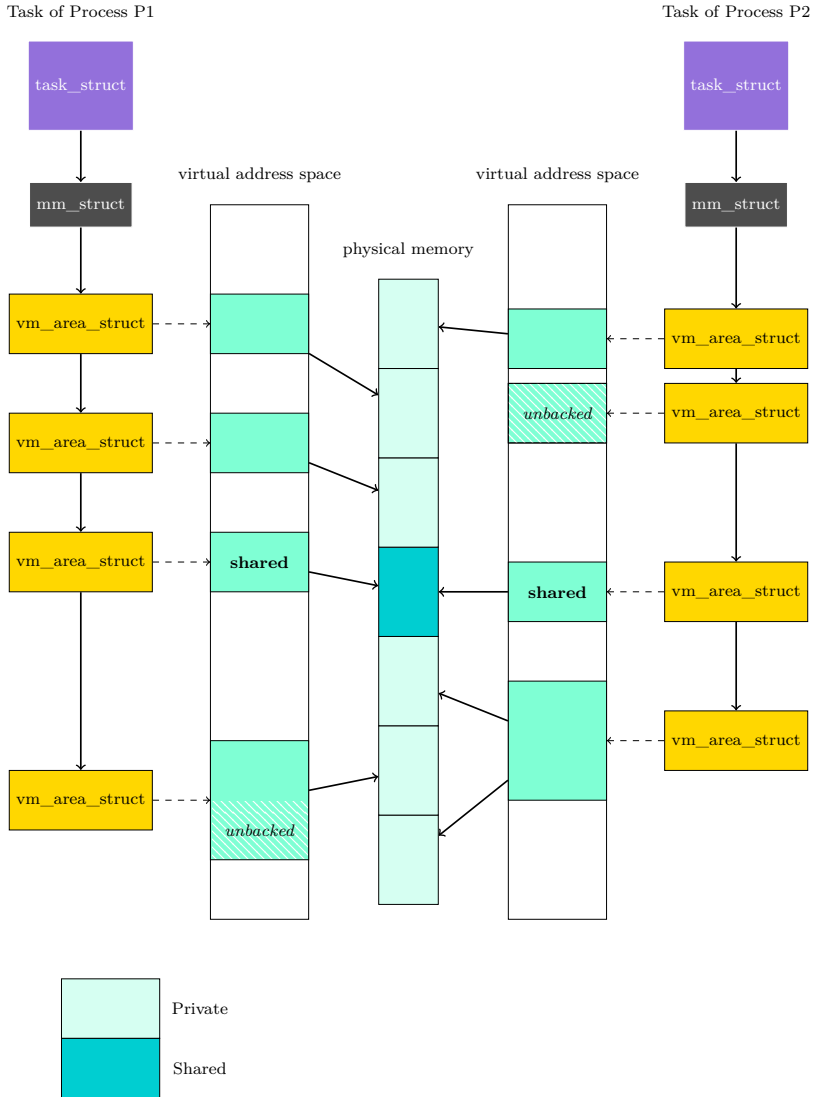 Task of Process P1
Task of Process P2
task_struct
task_struct
virtual address space
virtual address space
mm_struct
mm_struct
physical memory
vm_area_struct
vm_area_struct
vm_area_struct
unbacked
vm_area_struct
vm_area_struct
shared
shared
vm_area_struct
vm_area_struct
vm_area_struct
unbacked
Private
Shared